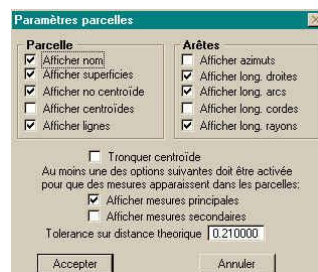 Paramètres parcelles
Parcelle
Afficher nom
Afficher superficies
Afficher no centroïde
Afficher centroïdes
Afficher lignes
Arêtes
Afficher azimuts
Afficher long. droites
Afficher long. arcs
Afficher long. cordes
Afficher long. rayons
Tronquer centroïde
Au moins une des options suivantes doit être activée
pour que des mesures apparaissent dans les parcelles:
Afficher mesures principales
Afficher mesures secondaires
Tolerance sur distance theorique 0.210000
Accepter Annuler